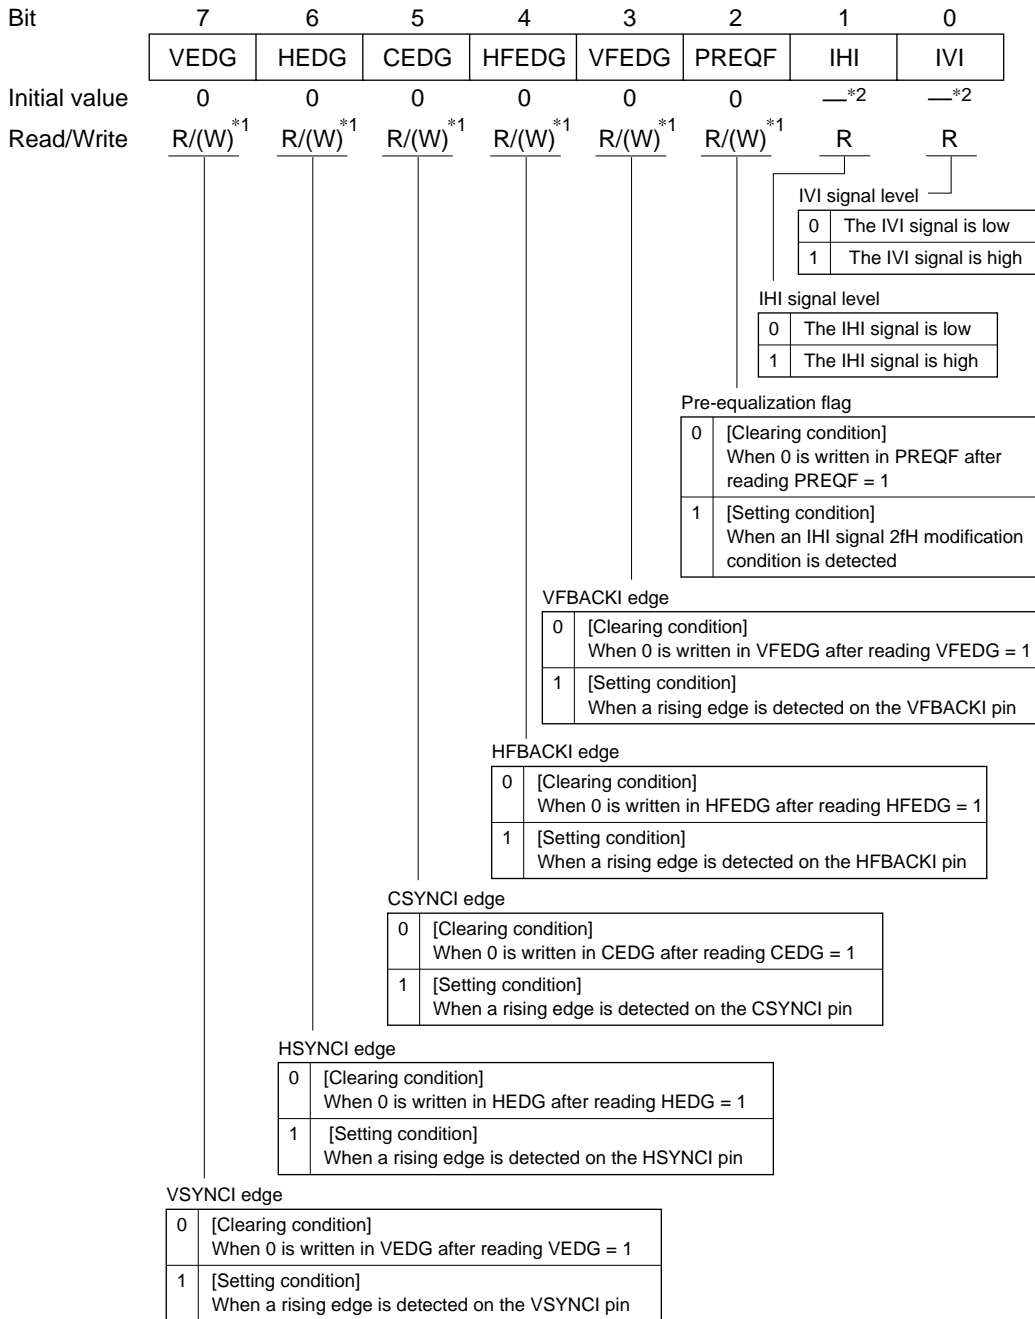 Bit 7 6 5 4 3 2 1 0
VEDG HEDG CEDG HFEDG VFEDG PREQF IHI IVI
Initial value 0 0 0 0 0 0 —*2 —*2
Read/Write R/(W)*1 R/(W)*1 R/(W)*1 R/(W)*1 R/(W)*1 R/(W)*1 R R
IVI signal level
0 The IVI signal is low
1 The IVI signal is high
IHI signal level
0 The IHI signal is low
1 The IHI signal is high
Pre-equalization flag
0 [Clearing condition]
When 0 is written in PREQF after
reading PREQF = 1
1 [Setting condition]
When an IHI signal 2fH modification
condition is detected
VFBACKI edge
0 [Clearing condition]
When 0 is written in VFEDG after reading VFEDG = 1
1 [Setting condition]
When a rising edge is detected on the VFBACKI pin
HFBACKI edge
0 [Clearing condition]
When 0 is written in HFEDG after reading HFEDG = 1
1 [Setting condition]
When a rising edge is detected on the HFBACKI pin
CSYNCI edge
0 [Clearing condition]
When 0 is written in CEDG after reading CEDG = 1
1 [Setting condition]
When a rising edge is detected on the CSYNCI pin
HSYNCI edge
0 [Clearing condition]
When 0 is written in HEDG after reading HEDG = 1
1 [Setting condition]
When a rising edge is detected on the HSYNCI pin
VSYNCI edge
0 [Clearing condition]
When 0 is written in VEDG after reading VEDG = 1
1 [Setting condition]
When a rising edge is detected on the VSYNCI pin